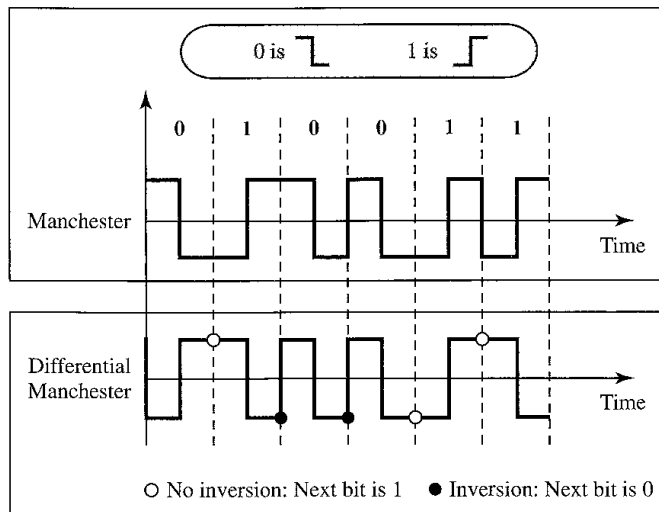 0 is 1 is
0 1 0 0 1 1
Manchester
Time
Differential
Manchester
Time
No inversion: Next bit is 1 Inversion: Next bit is 0